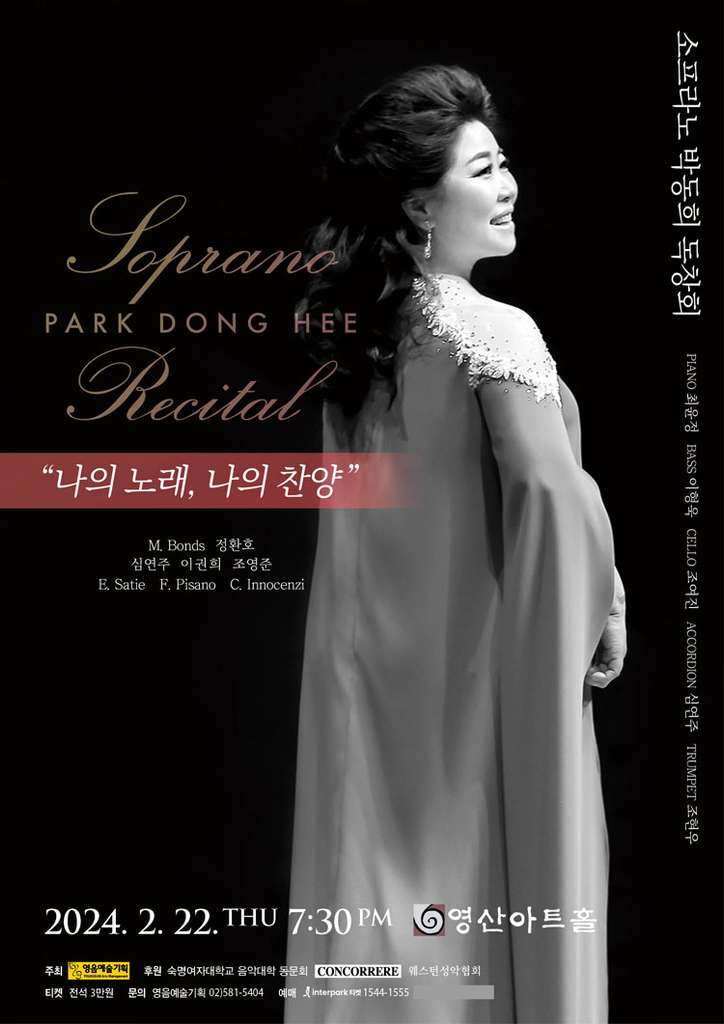 Soprano
PARK DONG HEE
Recital
“나의 노래, 나의 찬양”
M. Bonds 정환호
심연주 이권희 조영준
E. Satie F. Pisano C. Innocenzi
소프라노 박동희 독창회
PIANO 최윤정 BASS 이형욱 CELLO 조어진 ACCORDION 심연주 TRUMPET 조현우
2024. 2. 22. THU 7:30 PM 영산아트홀
주최 영음예술기획 후원 숙명여자대학교 음악대학 동문회 CONCORRERE 웨스턴성악협회
티켓 전석 3만원 문의 영음예술기획 02)581-5404 예매 interpark 티켓 1544-1555